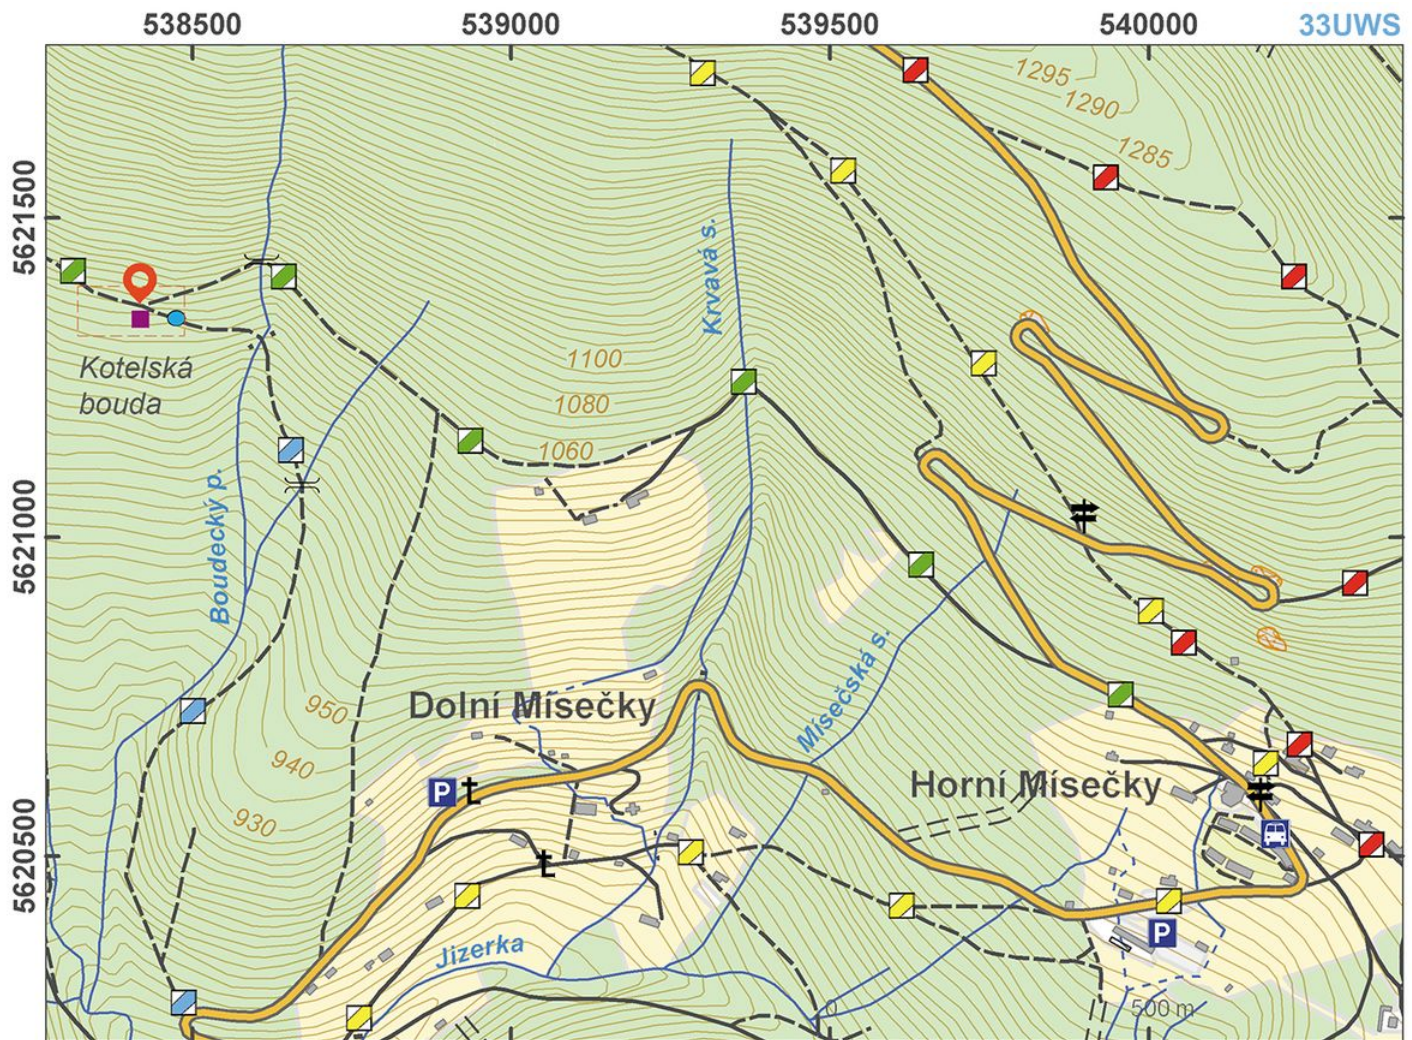 538500 539000 539500 540000 33UWS
1295
1290
1285
5621500
Krvavá s.
Kotelská
bouda
1100
1080
1060
5621000
Boudecký p.
Mísečská s.
950
Dolní Mísečky
940
Horní Mísečky
P
930
5620500
P
Jizerka
0
500 m